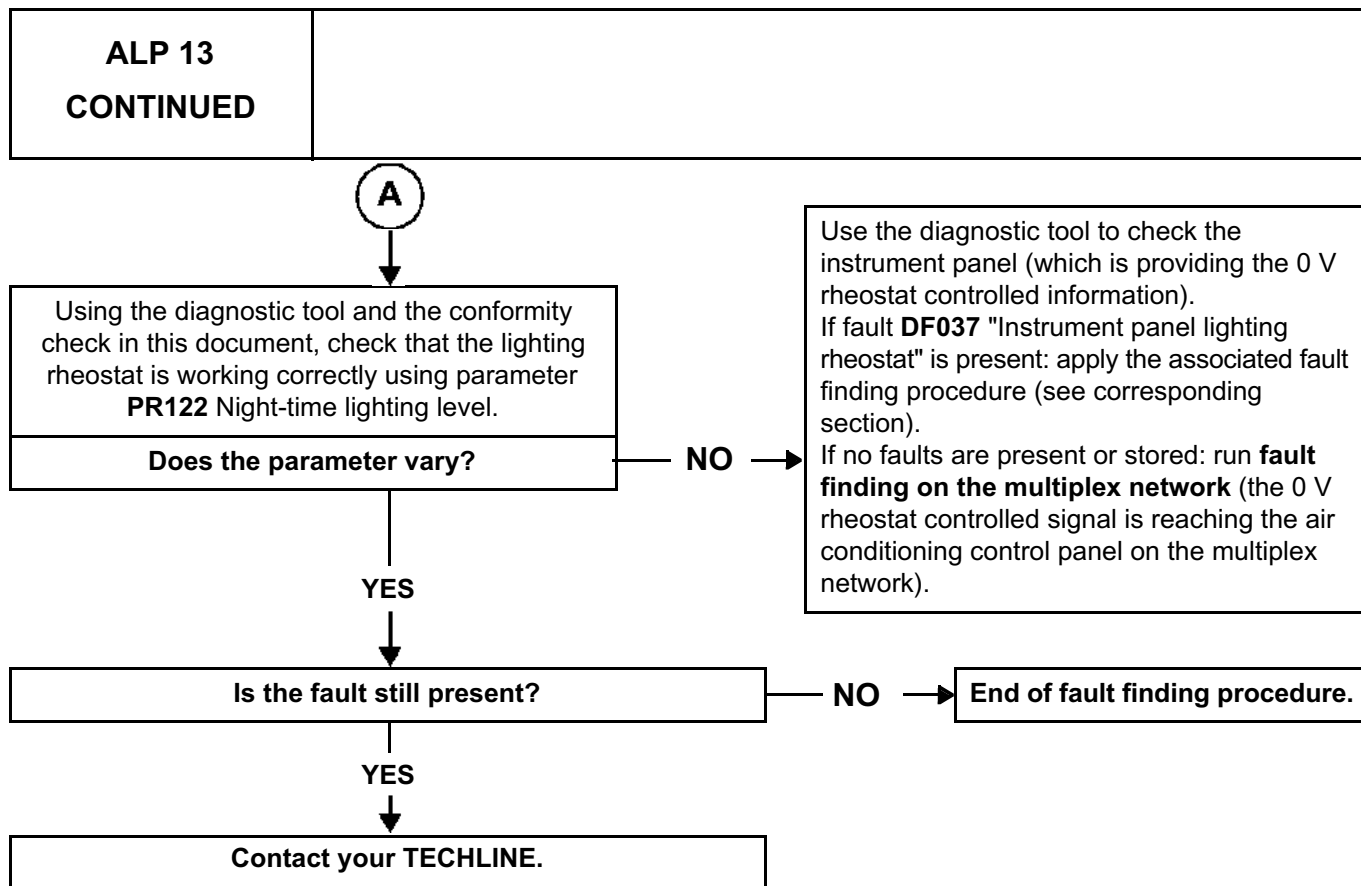 ALP 13
CONTINUED
A
Using the diagnostic tool and the conformity
check in this document, check that the lighting
rheostat is working correctly using parameter
PR122 Night-time lighting level.
Does the parameter vary?
NO
Use the diagnostic tool to check the
instrument panel (which is providing the 0 V
rheostat controlled information).
If fault DF037 "Instrument panel lighting
rheostat" is present: apply the associated fault
finding procedure (see corresponding
section).
If no faults are present or stored: run fault
finding on the multiplex network (the 0 V
rheostat controlled signal is reaching the air
conditioning control panel on the multiplex
network).
YES
Is the fault still present?
NO
End of fault finding procedure.
YES
Contact your TECHLINE.